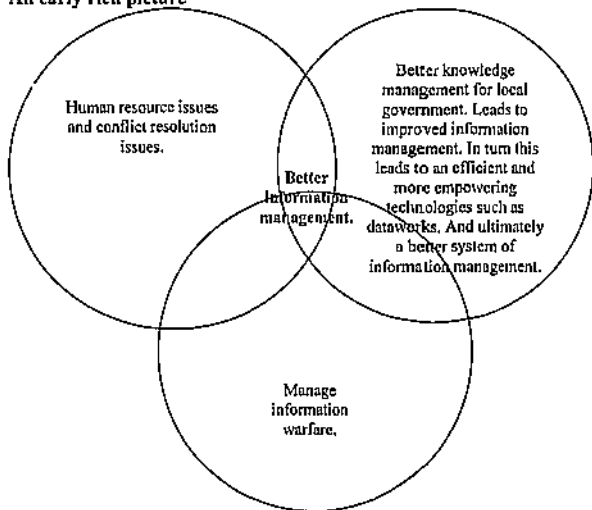 An early rich picture
Human resource issues
and conflict resolution
issues.
Better knowledge
management for local
government. Leads to
improved information
management. In turn this
leads to an efficient and
more empowering
technologies such as
dataworks. And ultimately
a better system of
information management.
Better
Information
management.
Manage
information
warfare.